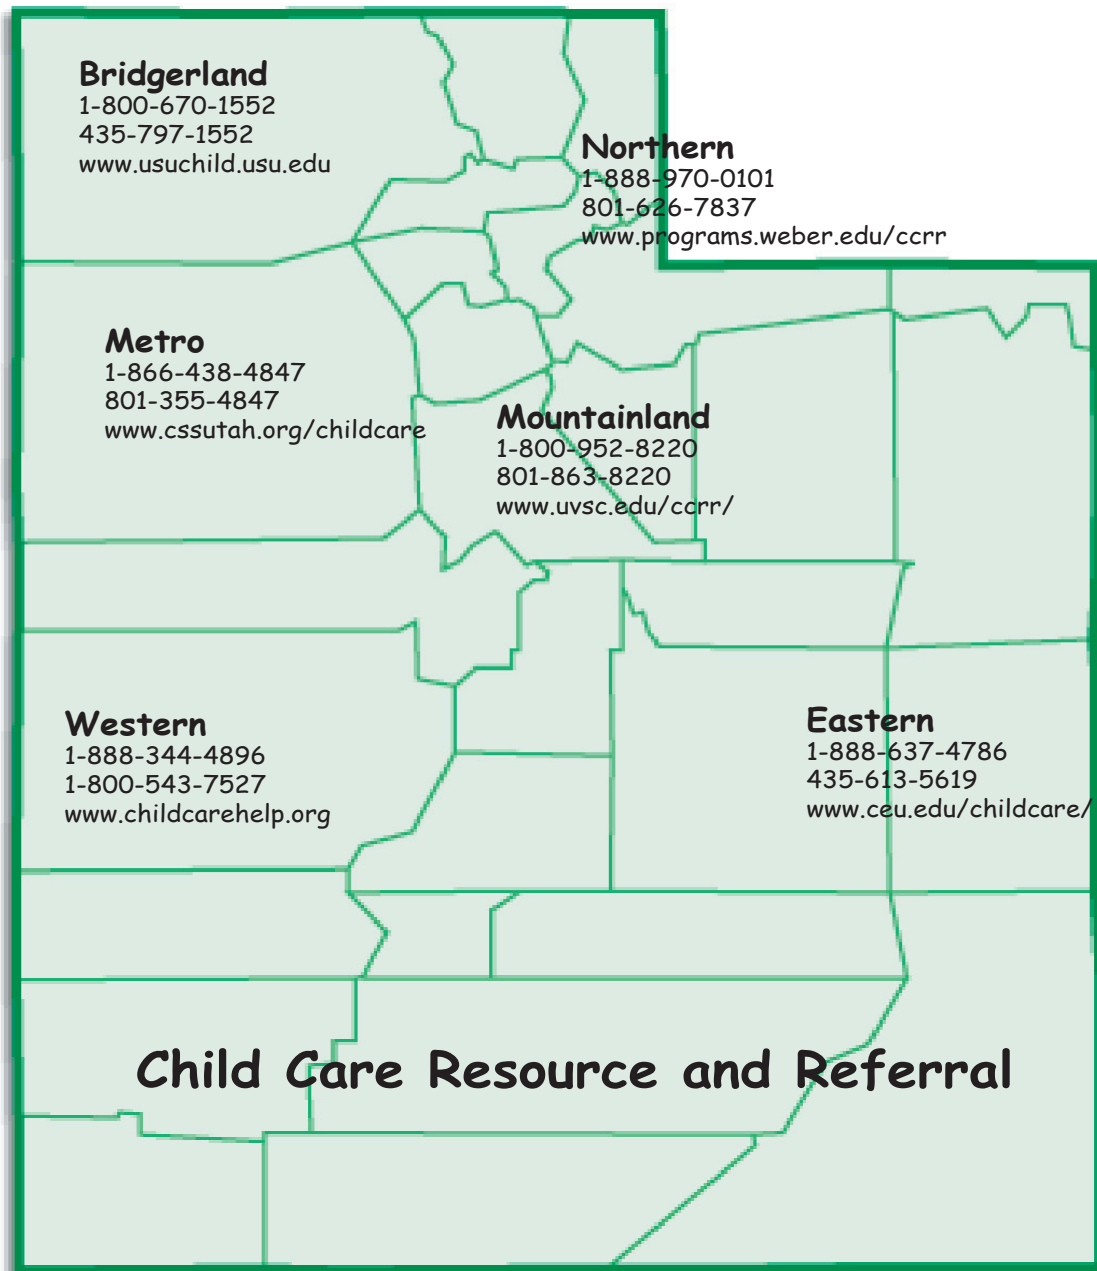 Bridgerland
1-800-670-1552
435-797-1552
www.usuchild.usu.edu
Northern
1-888-970-0101
801-626-7837
www.programs.weber.edu/ccrr
Metro
1-866-438-4847
801-355-4847
www.cssutah.org/childcare
Mountainland
1-800-952-8220
801-863-8220
www.uvsc.edu/ccrr/
Western
1-888-344-4896
1-800-543-7527
www.childcarehelp.org
Eastern
1-888-637-4786
435-613-5619
www.ceu.edu/childcare/
Child Care Resource and Referral